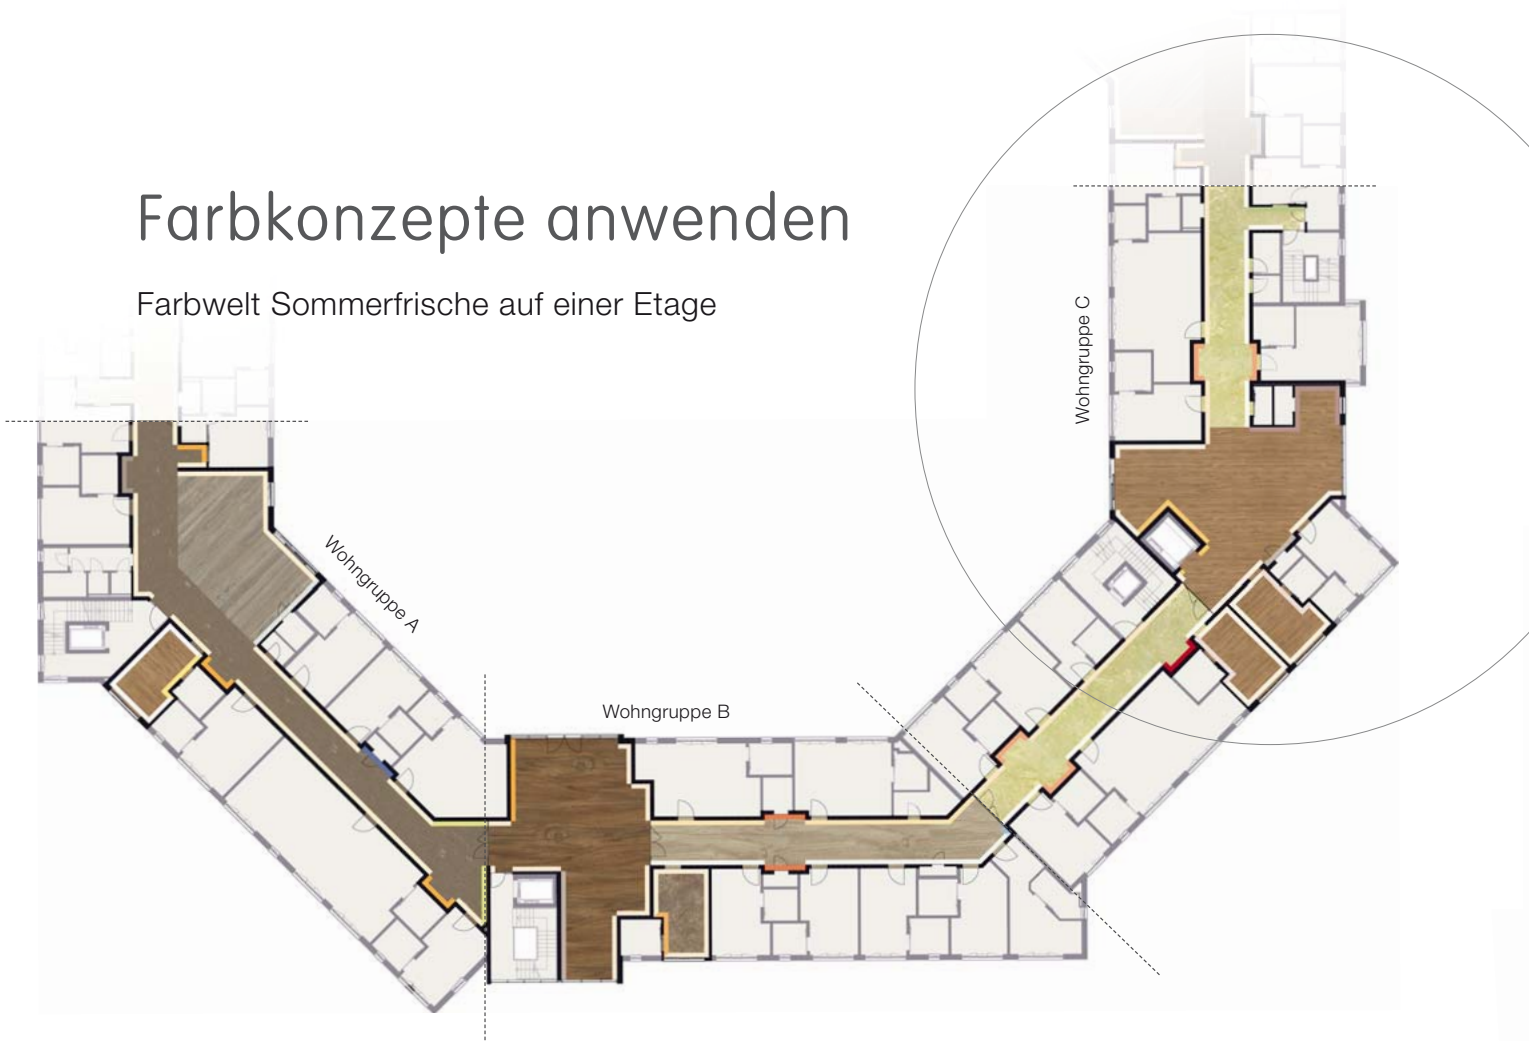 Farbkonzepte anwenden
Farbwelt Sommerfrische auf einer Etage
Wohngruppe C
Wohngruppe A
Wohngruppe B